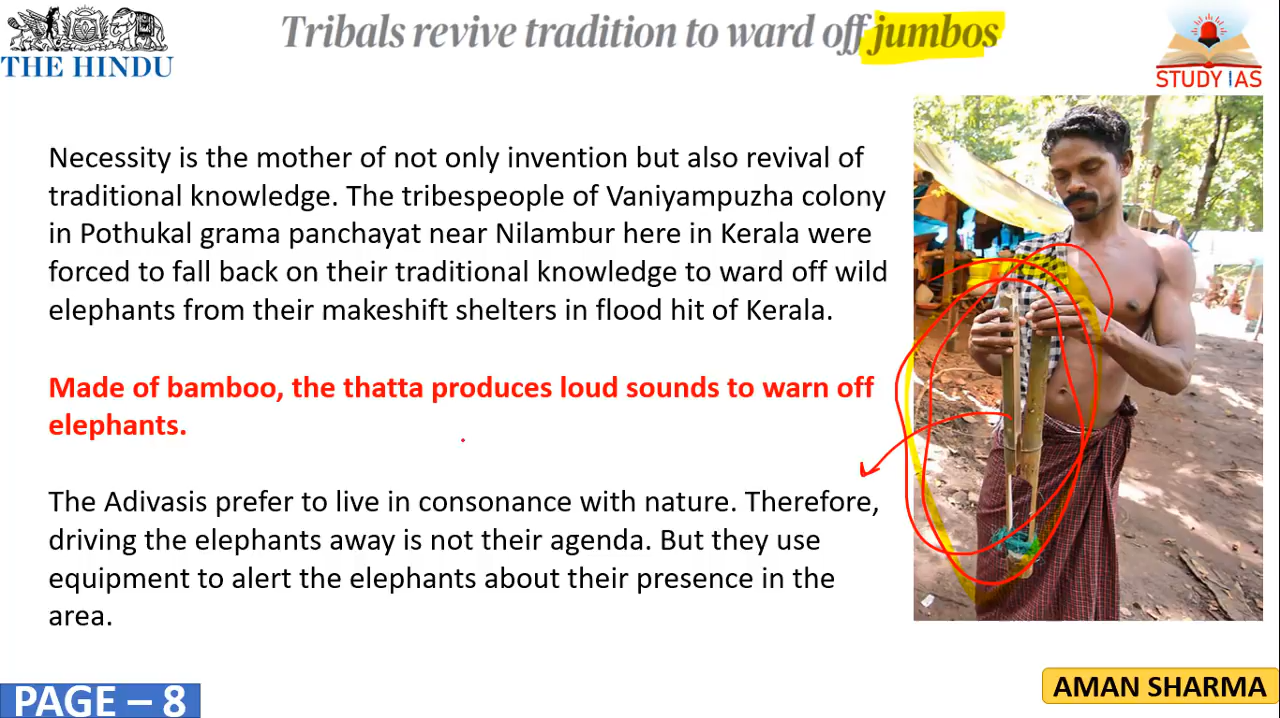 Tribals revive tradition to ward off jumbos
THE HINDU
STUDY IAS
Necessity is the mother of not only invention but also revival of
traditional knowledge. The tribespeople of Vaniyampuzha colony
in Pothukal grama panchayat near Nilambur here in Kerala were
forced to fall back on their traditional knowledge to ward off wild
elephants from their makeshift shelters in flood hit of Kerala.
Made of bamboo, the thatta produces loud sounds to warn off
elephants.
The Adivasis prefer to live in consonance with nature. Therefore,
driving the elephants away is not their agenda. But they use
equipment to alert the elephants about their presence in the
area.
PAGE – 8
AMAN SHARMA